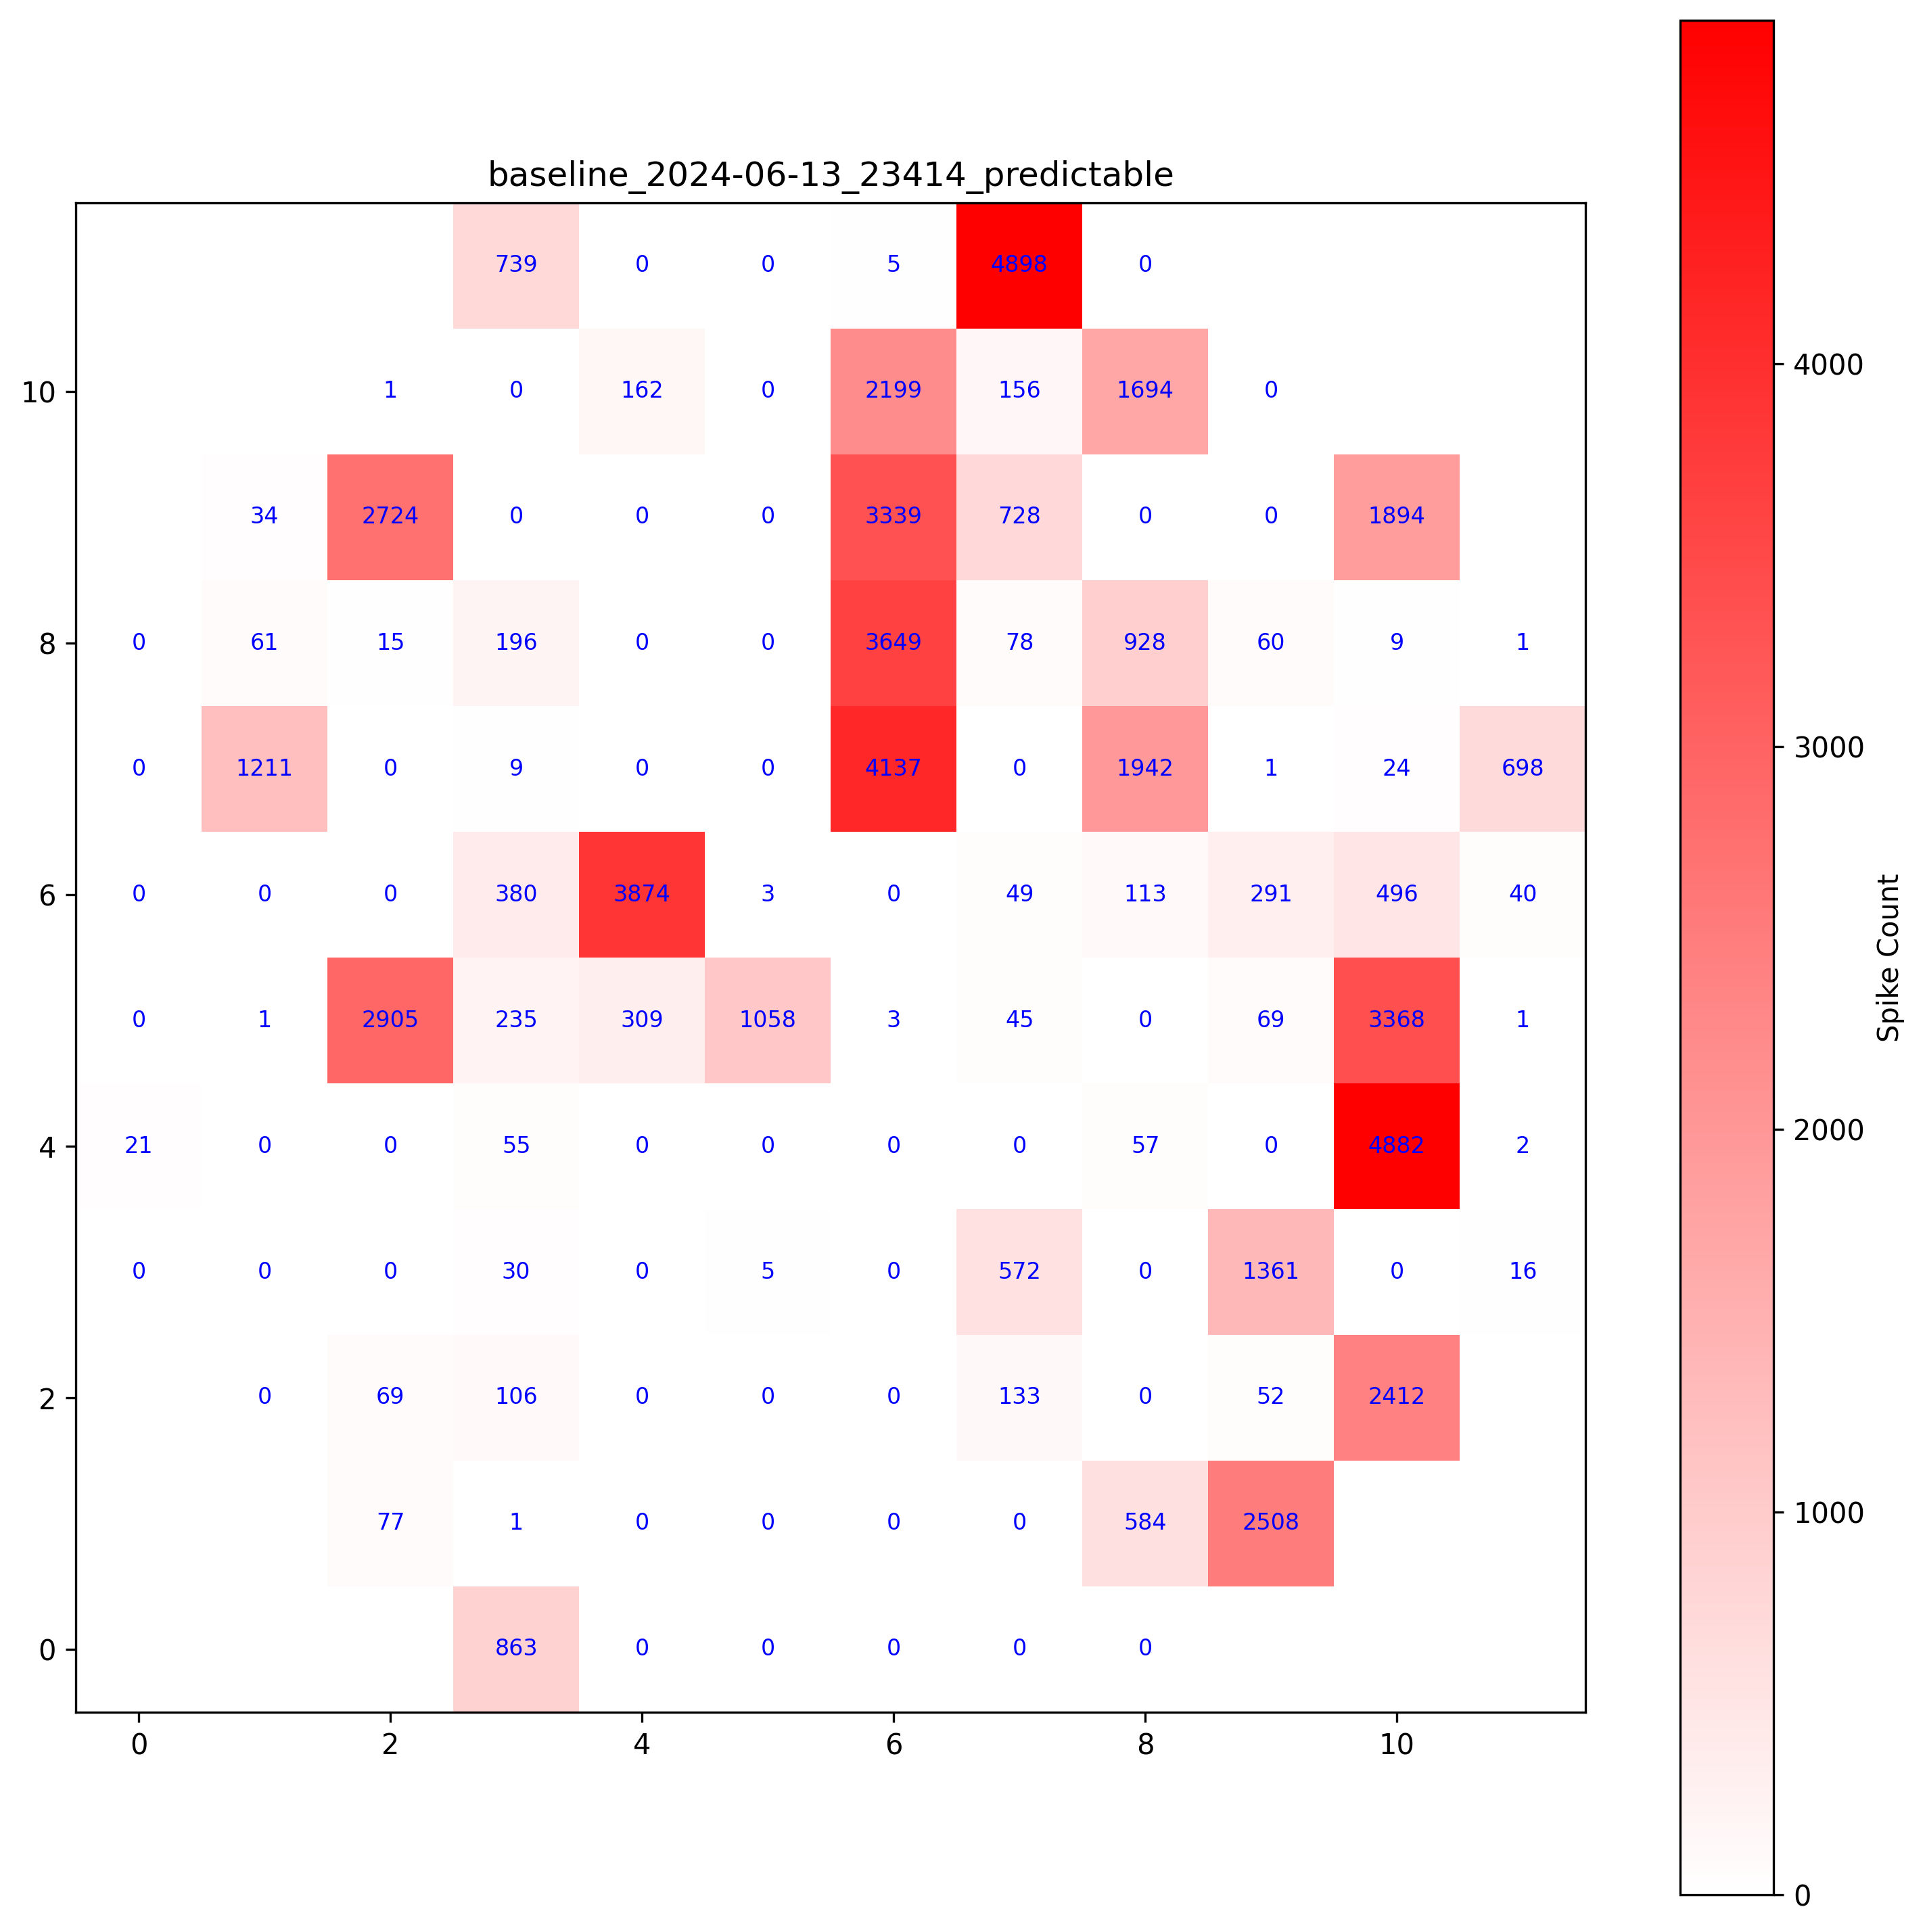 baseline_2024-06-13_23414_predictable
739 0 0 5 4898 0
10 1 0 162 0 2199 156 1694 0
34 2724 0 0 0 3339 728 0 0 1894
8 0 61 15 196 0 0 3649 78 928 60 9 1
0 1211 0 9 0 0 4137 0 1942 1 24 698
6 0 0 0 380 3874 3 0 49 113 291 496 40
0 1 2905 235 309 1058 3 45 0 69 3368 1
4 21 0 0 55 0 0 0 0 57 0 4882 2
0 0 0 30 0 5 0 572 0 1361 0 16
2 0 69 106 0 0 0 133 0 52 2412
77 1 0 0 0 0 584 2508
0 863 0 0 0 0 0
0 2 4 6 8 10
4000
3000
2000
1000
0
Spike Count